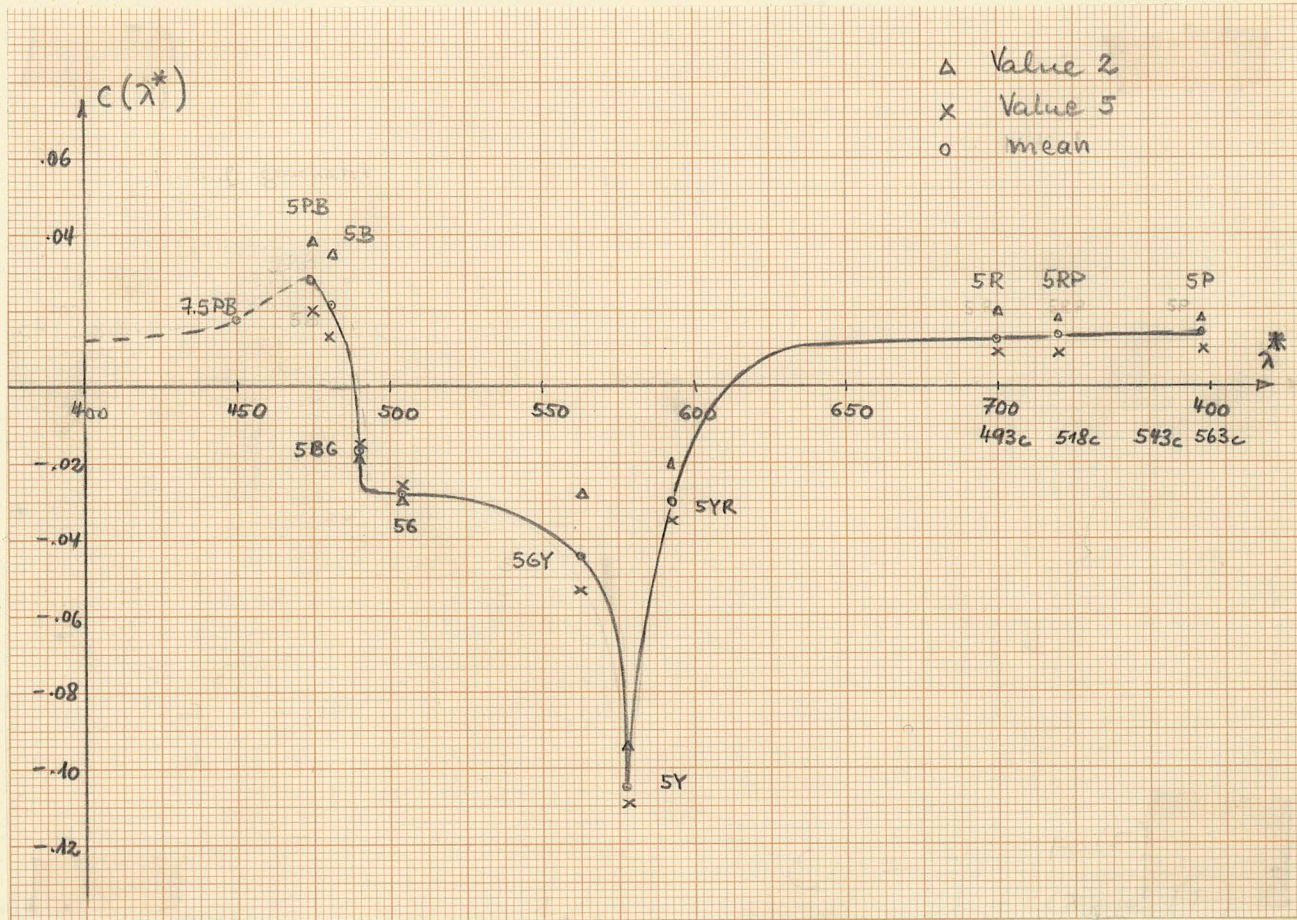 △ Value 2
× Value 5
○ mean
C(λ*)
.06
.04
5PB
5B
7.5PB
5R 5RP 5P
λ*
400 450 500 550 600 650 700 400
493c 518c 543c 563c
5BG
-.02
5G
5YR
-.04
5GY
-.06
-.08
-.10
5Y
-.12